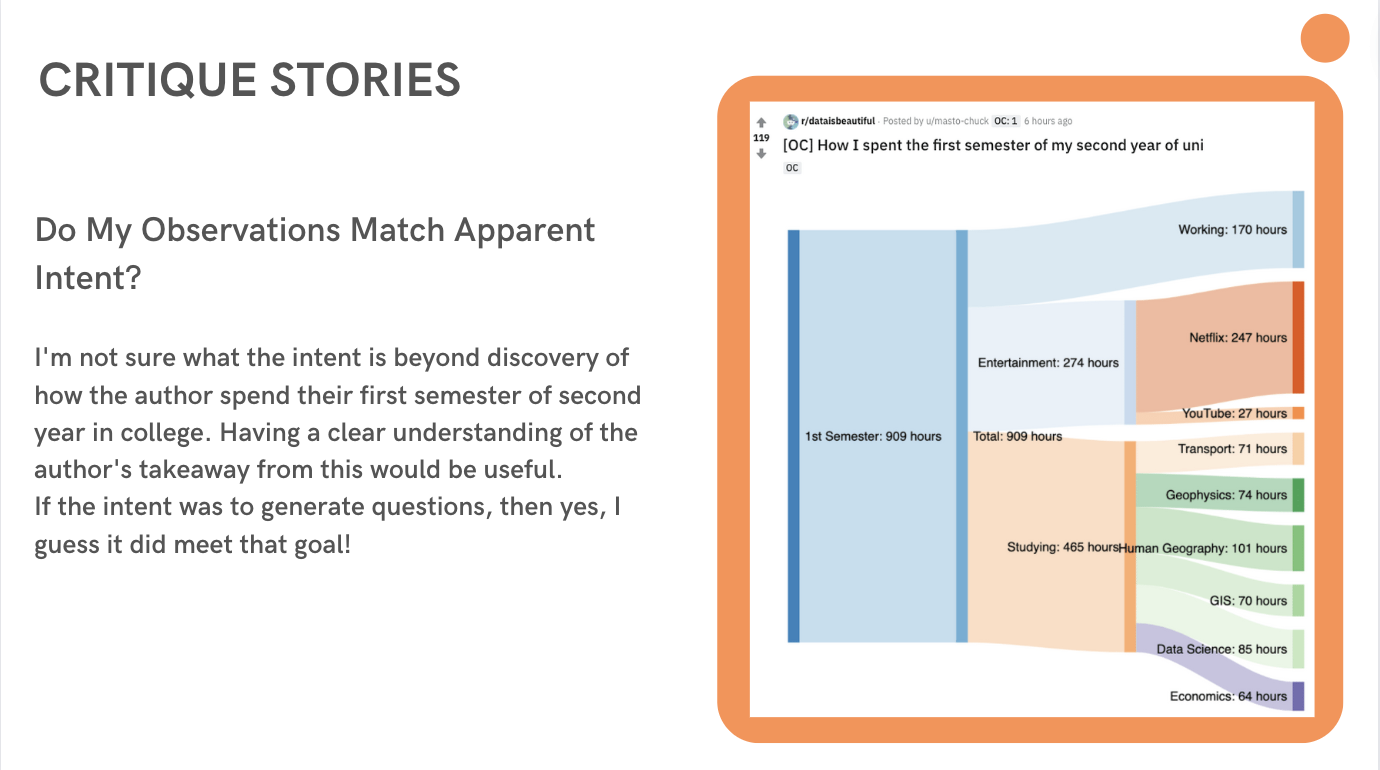 CRITIQUE STORIES
Do My Observations Match Apparent
Intent?
I'm not sure what the intent is beyond discovery of
how the author spend their first semester of second
year in college. Having a clear understanding of the
author's takeaway from this would be useful.
If the intent was to generate questions, then yes, I
guess it did meet that goal!
119
r/dataisbeautiful · Posted by u/masto-chuck OC: 1 6 hours ago
[OC] How I spent the first semester of my second year of uni
OC
Working: 170 hours
Netflix: 247 hours
Entertainment: 274 hours
YouTube: 27 hours
1st Semester: 909 hours
Total: 909 hours
Transport: 71 hours
Geophysics: 74 hours
Studying: 465 hours
Human Geography: 101 hours
GIS: 70 hours
Data Science: 85 hours
Economics: 64 hours